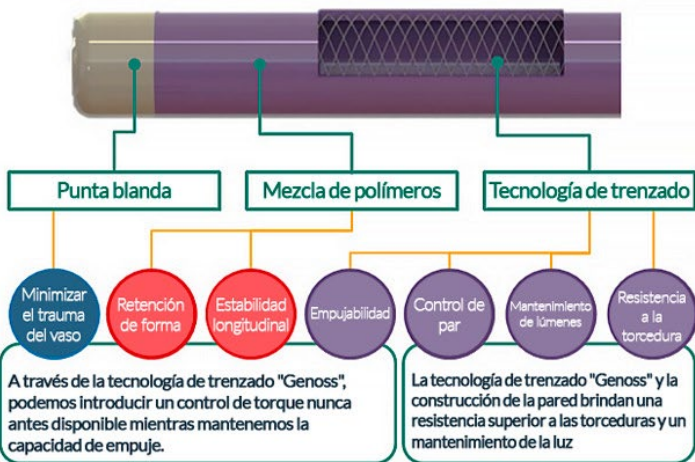 Punta blanda
Mezcla de polímeros
Tecnología de trenzado
Minimizar
el trauma
del vaso
Retención
de forma
Estabilidad
longitudinal
Empujabilidad
Control de
par
Mantenimiento
de lúmenes
Resistencia
a la
torcedura
A través de la tecnología de trenzado "Genoss",
podemos introducir un control de torque nunca
antes disponible mientras mantenemos la
capacidad de empuje.
La tecnología de trenzado "Genoss" y la
construcción de la pared brindan una
resistencia superior a las torceduras y un
mantenimiento de la luz